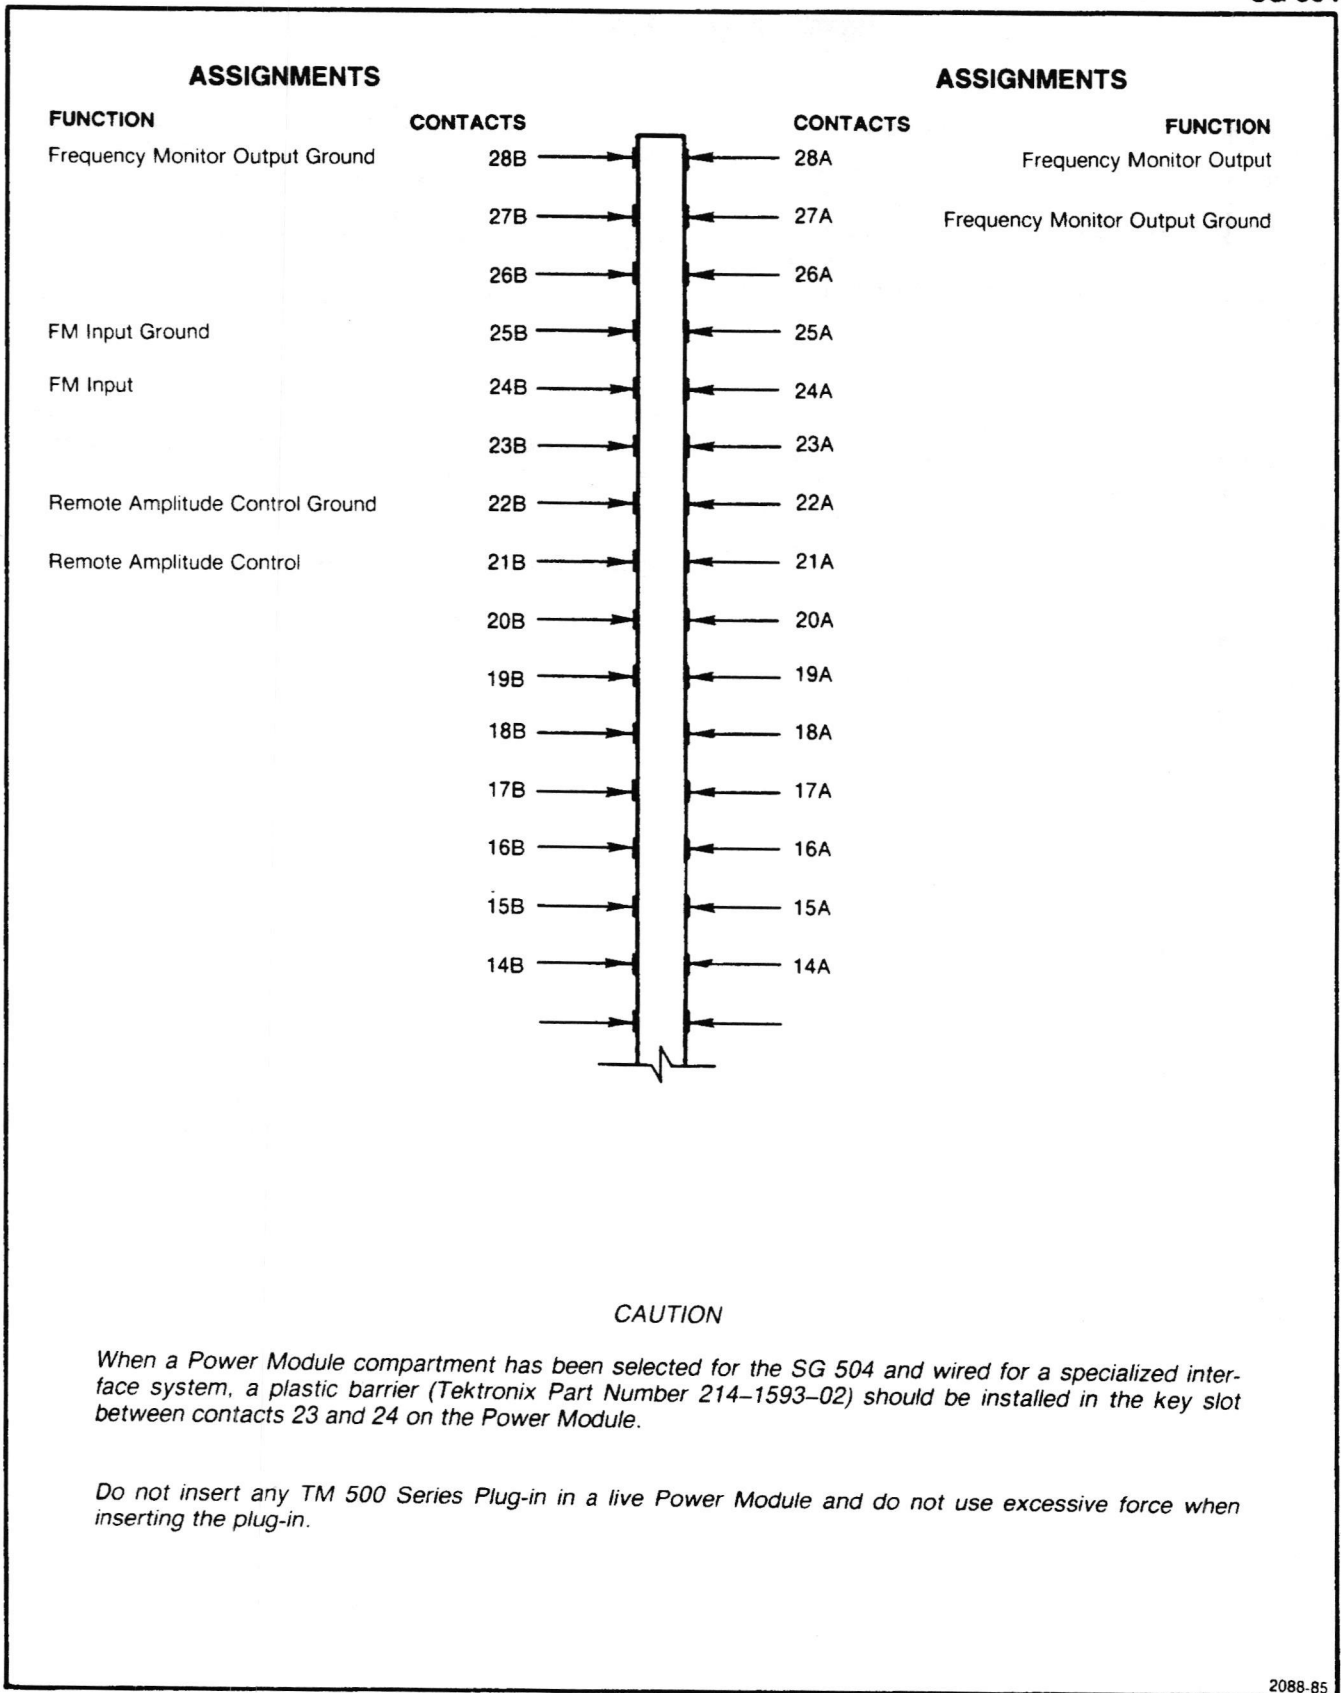 ASSIGNMENTS ASSIGNMENTS
FUNCTION CONTACTS CONTACTS FUNCTION
Frequency Monitor Output Ground 28B 28A Frequency Monitor Output
27B 27A Frequency Monitor Output Ground
26B 26A
FM Input Ground 25B 25A
FM Input 24B 24A
23B 23A
Remote Amplitude Control Ground 22B 22A
Remote Amplitude Control 21B 21A
20B 20A
19B 19A
18B 18A
17B 17A
16B 16A
15B 15A
14B 14A
CAUTION
When a Power Module compartment has been selected for the SG 504 and wired for a specialized inter-
face system, a plastic barrier (Tektronix Part Number 214–1593–02) should be installed in the key slot
between contacts 23 and 24 on the Power Module.
Do not insert any TM 500 Series Plug-in in a live Power Module and do not use excessive force when
inserting the plug-in.
2088-85